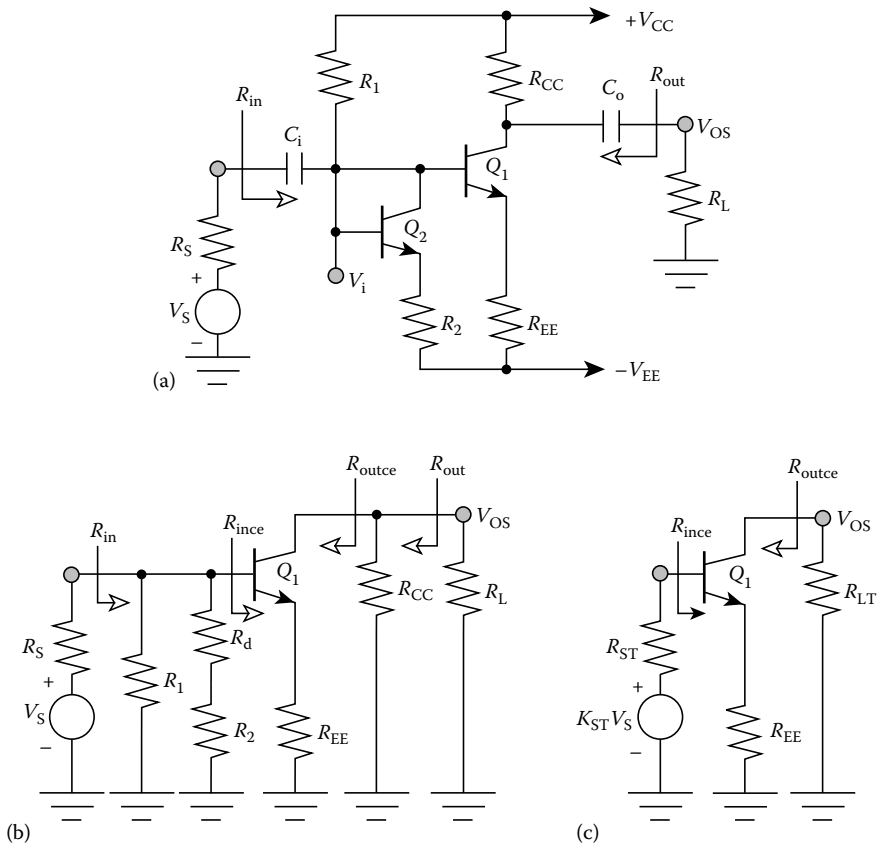 +V_CC
R_1
R_CC
R_in
C_i
C_o
R_out
V_OS
Q_1
R_L
Q_2
R_S
+
V_i
V_S
R_2
R_EE
–
(a)
–V_EE
R_outce
R_out
R_in
R_ince
V_OS
Q_1
R_S
R_d
R_CC
R_L
+
R_1
V_S
R_2
R_EE
–
(b)
R_outce
R_ince
V_OS
Q_1
R_LT
R_ST
+
K_STV_S
R_EE
–
(c)